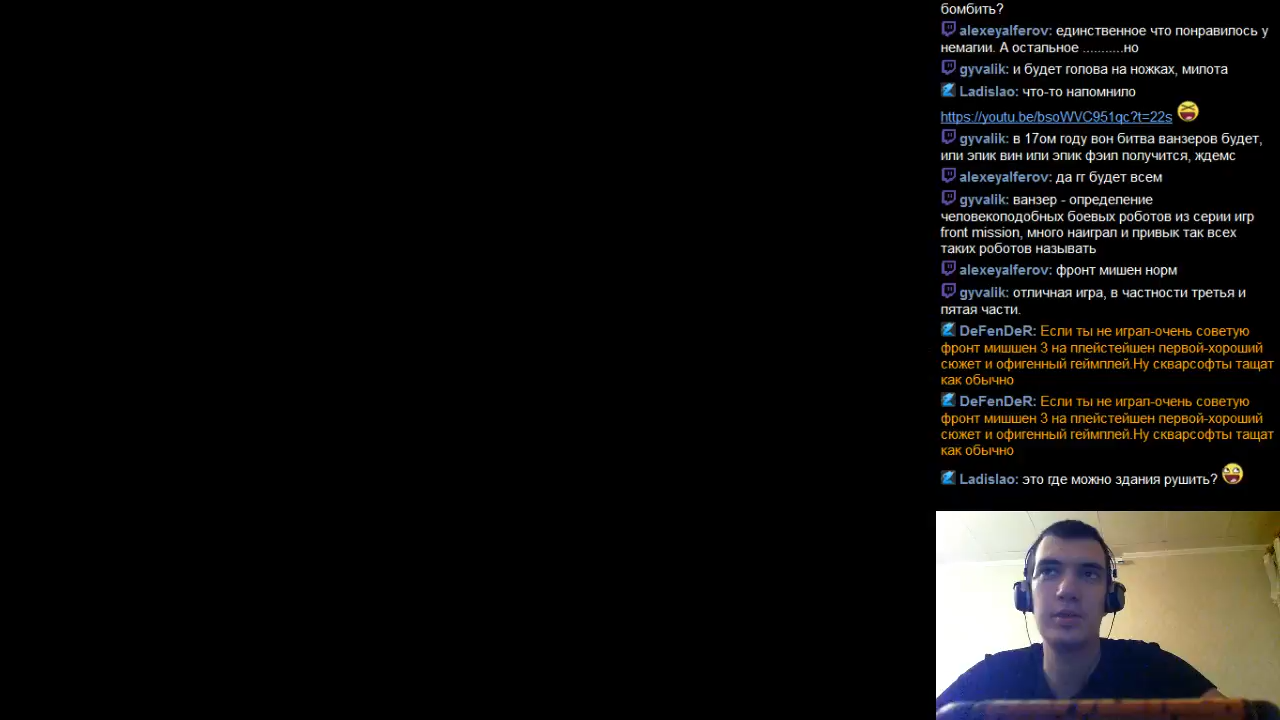 бомбить?
alexeyalferov: единственное что понравилось у
немагии. А остальное ...........но
gyvalik: и будет голова на ножках, милота
Ladislao: что-то напомнило
https://youtu.be/bsoWVC951qc?t=22s
gyvalik: в 17ом году вон битва ванзеров будет,
или эпик вин или эпик фэил получится, ждемс
alexeyalferov: да гг будет всем
gyvalik: ванзер - определение
человекоподобных боевых роботов из серии игр
front mission, много наиграл и привык так всех
таких роботов называть
alexeyalferov: фронт мишен норм
gyvalik: отличная игра, в частности третья и
пятая части.
DeFenDeR: Если ты не играл-очень советую
фронт мишшен 3 на плейстейшен первой-хороший
сюжет и офигенный геймплей.Ну скварсофты тащат
как обычно
DeFenDeR: Если ты не играл-очень советую
фронт мишшен 3 на плейстейшен первой-хороший
сюжет и офигенный геймплей.Ну скварсофты тащат
как обычно
Ladislao: это где можно здания рушить?